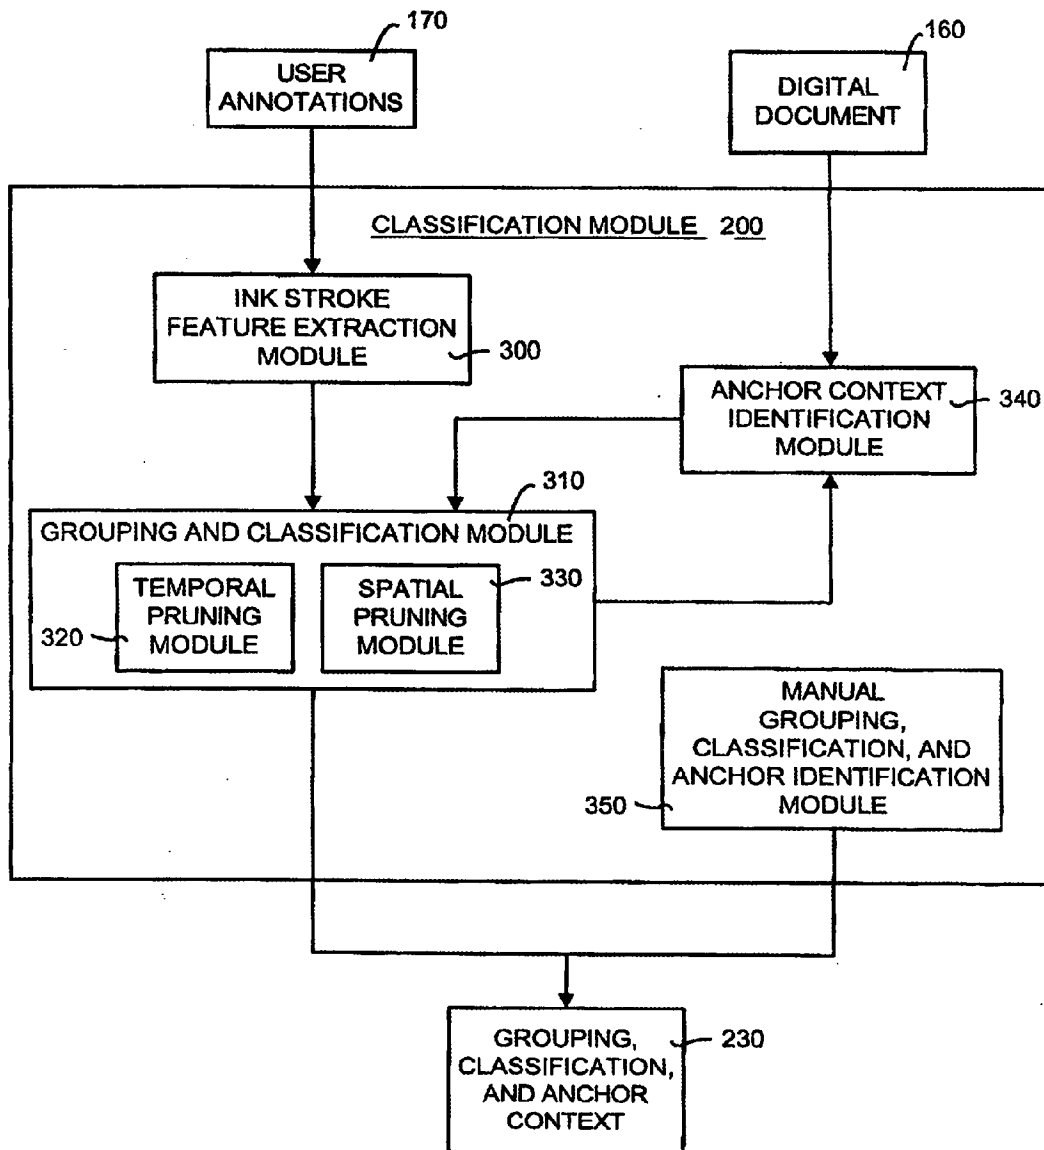 170
USER
ANNOTATIONS
160
DIGITAL
DOCUMENT
CLASSIFICATION MODULE 200
INK STROKE
FEATURE EXTRACTION
MODULE
300
ANCHOR CONTEXT
IDENTIFICATION
MODULE
340
310
GROUPING AND CLASSIFICATION MODULE
TEMPORAL
PRUNING
MODULE
320
SPATIAL
PRUNING
MODULE
330
MANUAL
GROUPING,
CLASSIFICATION, AND
ANCHOR IDENTIFICATION
MODULE
350
GROUPING,
CLASSIFICATION,
AND ANCHOR
CONTEXT
230